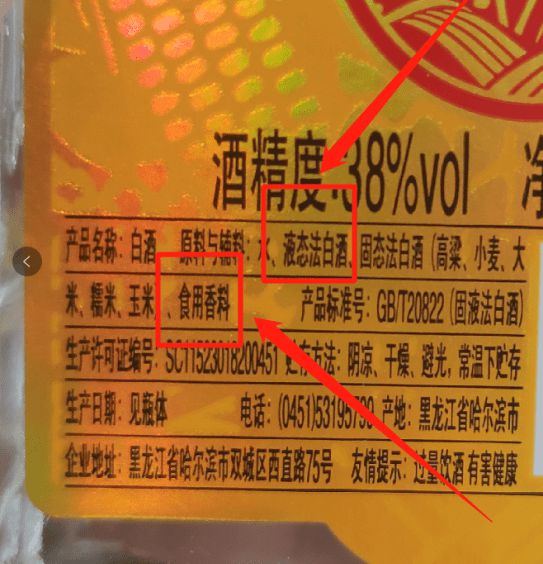 酒精度:38%vol 净
产品名称：白酒 原料与辅料：水、液态法白酒、固态法白酒（高粱、小麦、大
米、糯米、玉米）、食用香料 产品标准号：GB/T20822（固液法白酒）
生产许可证编号：SC11523018200451 贮存方法：阴凉、干燥、避光，常温下贮存
生产日期：见瓶体 电话：(0451)53195790 产地：黑龙江省哈尔滨市
企业地址：黑龙江省哈尔滨市双城区西直路75号 友情提示：过量饮酒 有害健康